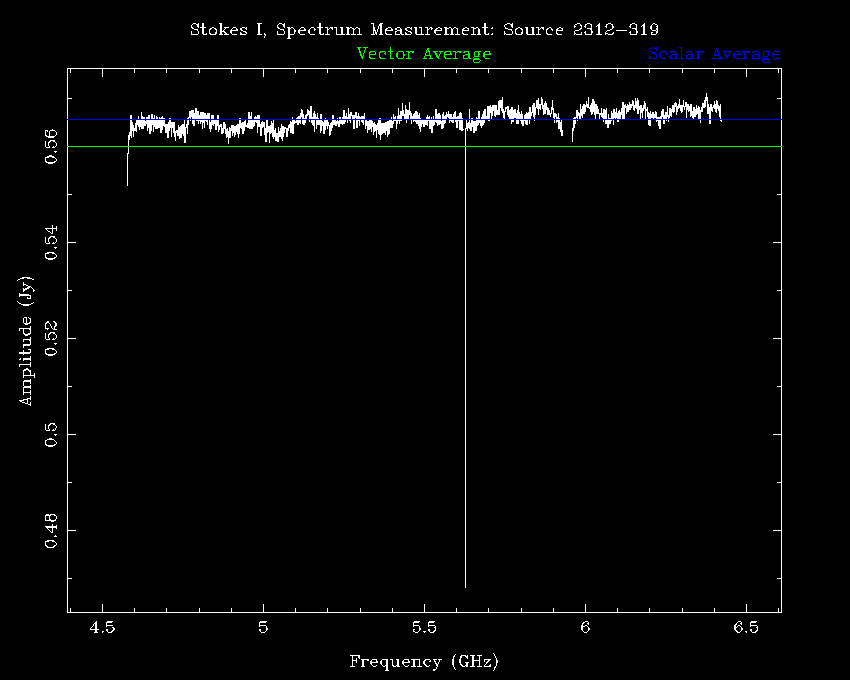 Stokes I, Spectrum Measurement: Source 2312-319
Vector Average Scalar Average
0.56
0.54
0.52
0.5
0.48
Amplitude (Jy)
4.5 5 5.5 6 6.5
Frequency (GHz)